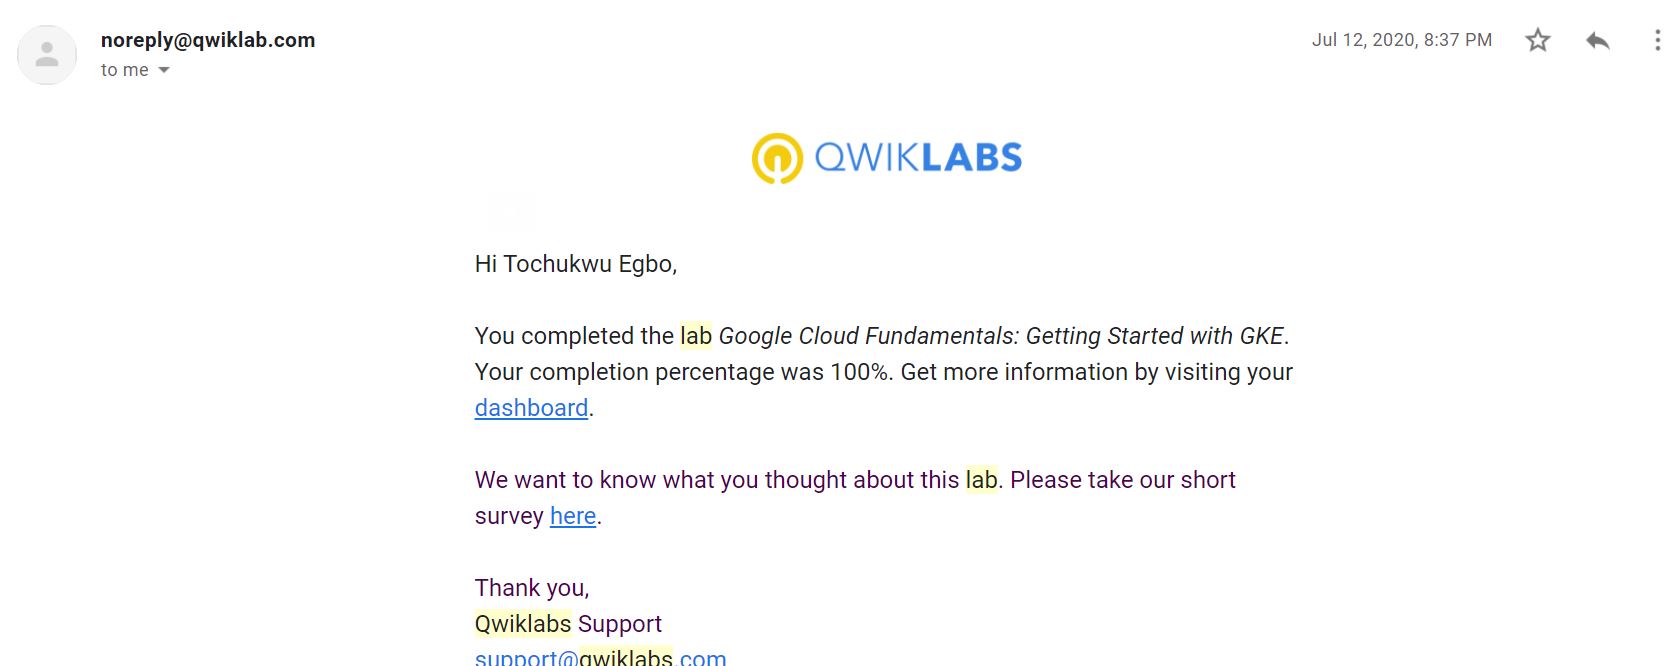 noreply@qwiklab.com
Jul 12, 2020, 8:37 PM
to me
QWIKLABS
Hi Tochukwu Egbo,
You completed the lab Google Cloud Fundamentals: Getting Started with GKE.
Your completion percentage was 100%. Get more information by visiting your
dashboard.
We want to know what you thought about this lab. Please take our short
survey here.
Thank you,
Qwiklabs Support
support@qwiklabs.com